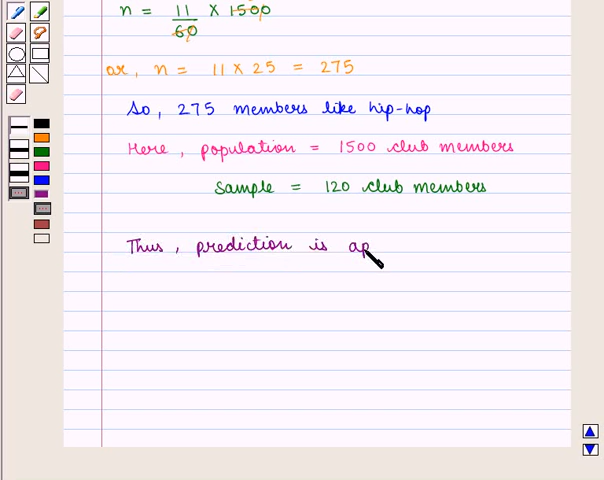 n = 11/60 × 1500
or, n = 11 × 25 = 275
So, 275 members like hip-hop
Here, population = 1500 club members
Sample = 120 club members
Thus, prediction is ap